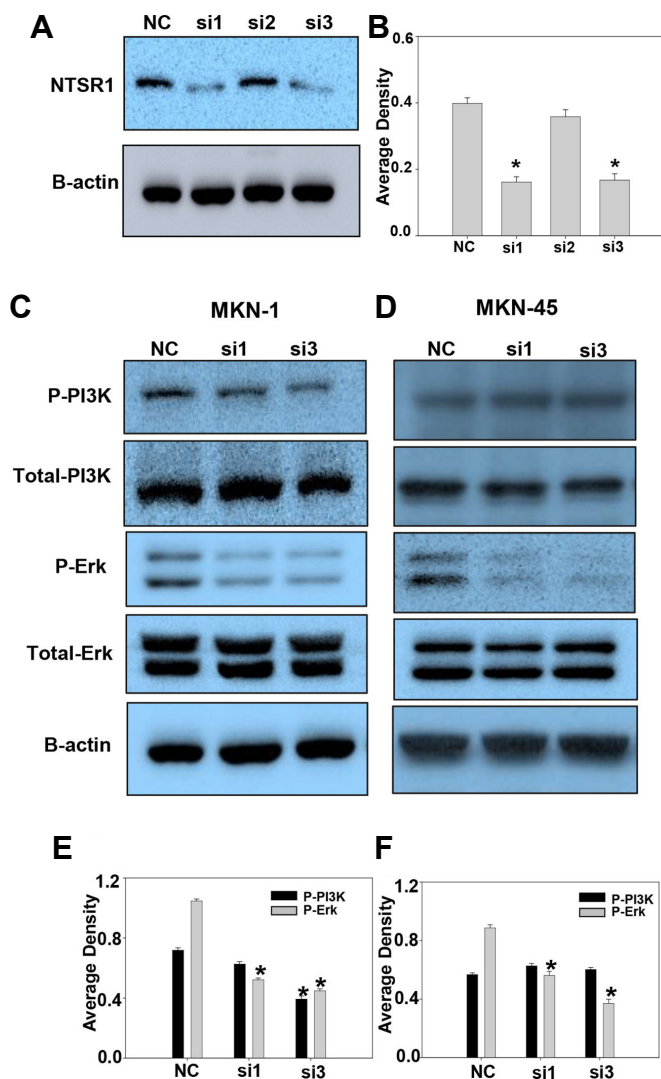 A
NC si1 si2 si3
NTSR1
B-actin
B
Average Density
0.6
0.4
0.2
0.0
* *
NC si1 si2 si3
C
MKN-1
NC si1 si3
P-PI3K
Total-PI3K
P-Erk
Total-Erk
B-actin
D
MKN-45
NC si1 si3
E
Average Density
1.2
0.8
0.4
0.0
P-PI3K
P-Erk
* * *
NC si1 si3
F
Average Density
1.2
0.8
0.4
0.0
P-PI3K
P-Erk
* *
NC si1 si3